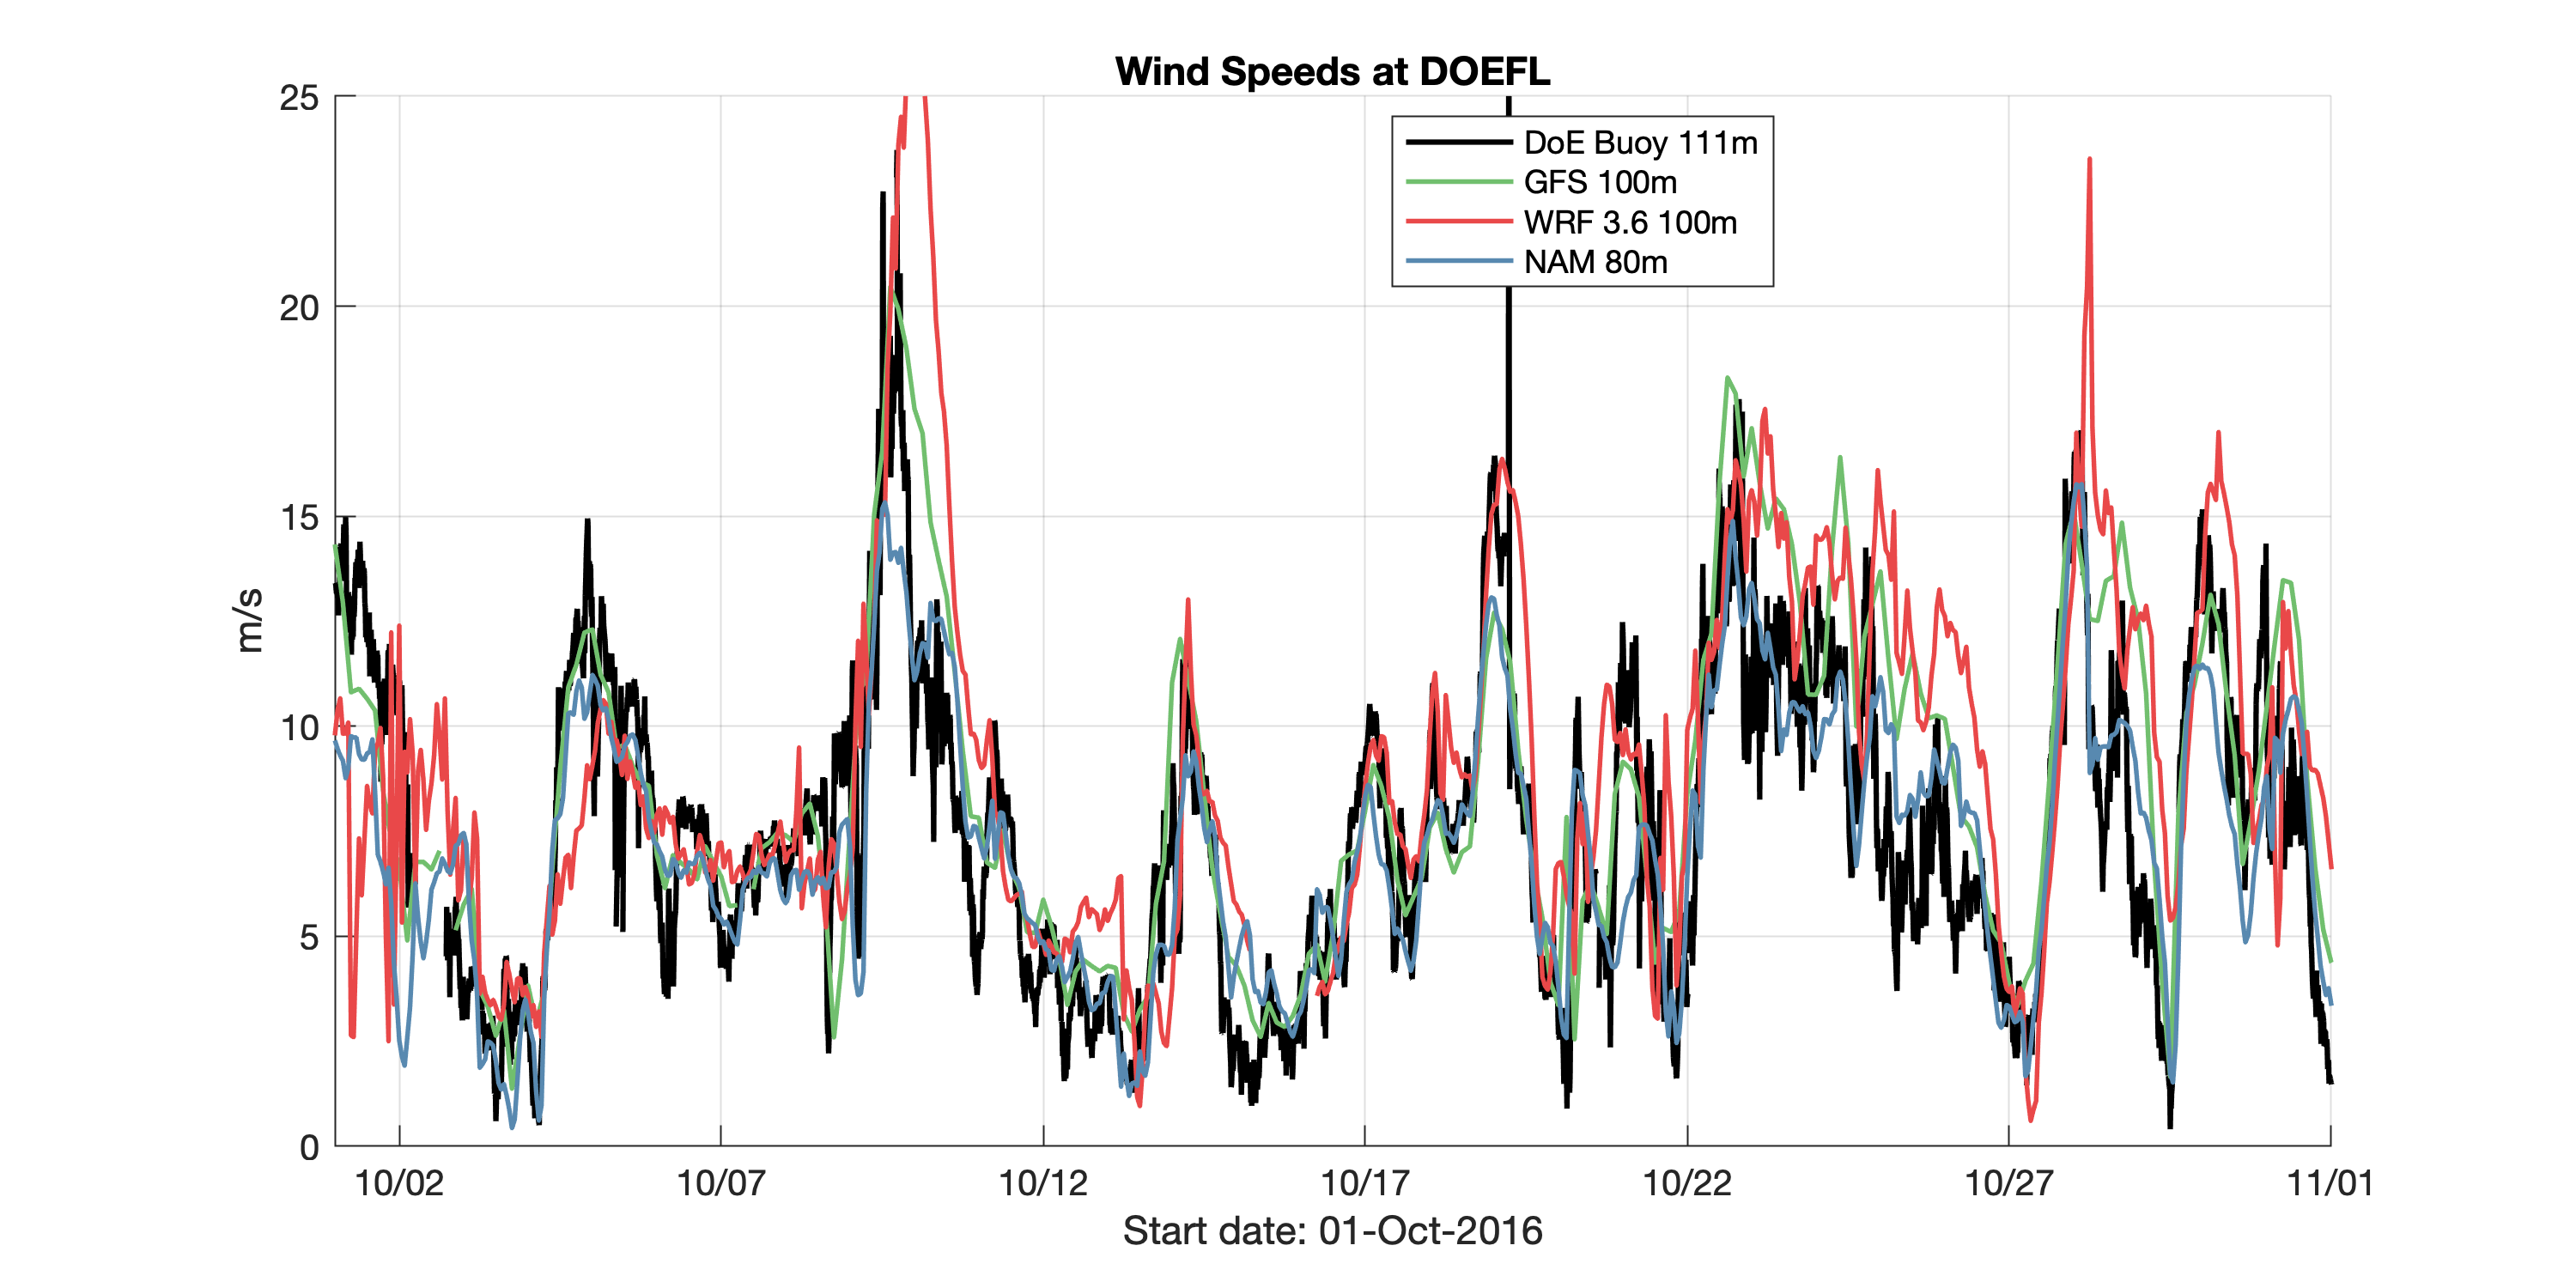 Wind Speeds at DOEFL
25
20
15
10
5
0
m/s
DoE Buoy 111m
GFS 100m
WRF 3.6 100m
NAM 80m
10/02
10/07
10/12
10/17
10/22
10/27
11/01
Start date: 01-Oct-2016